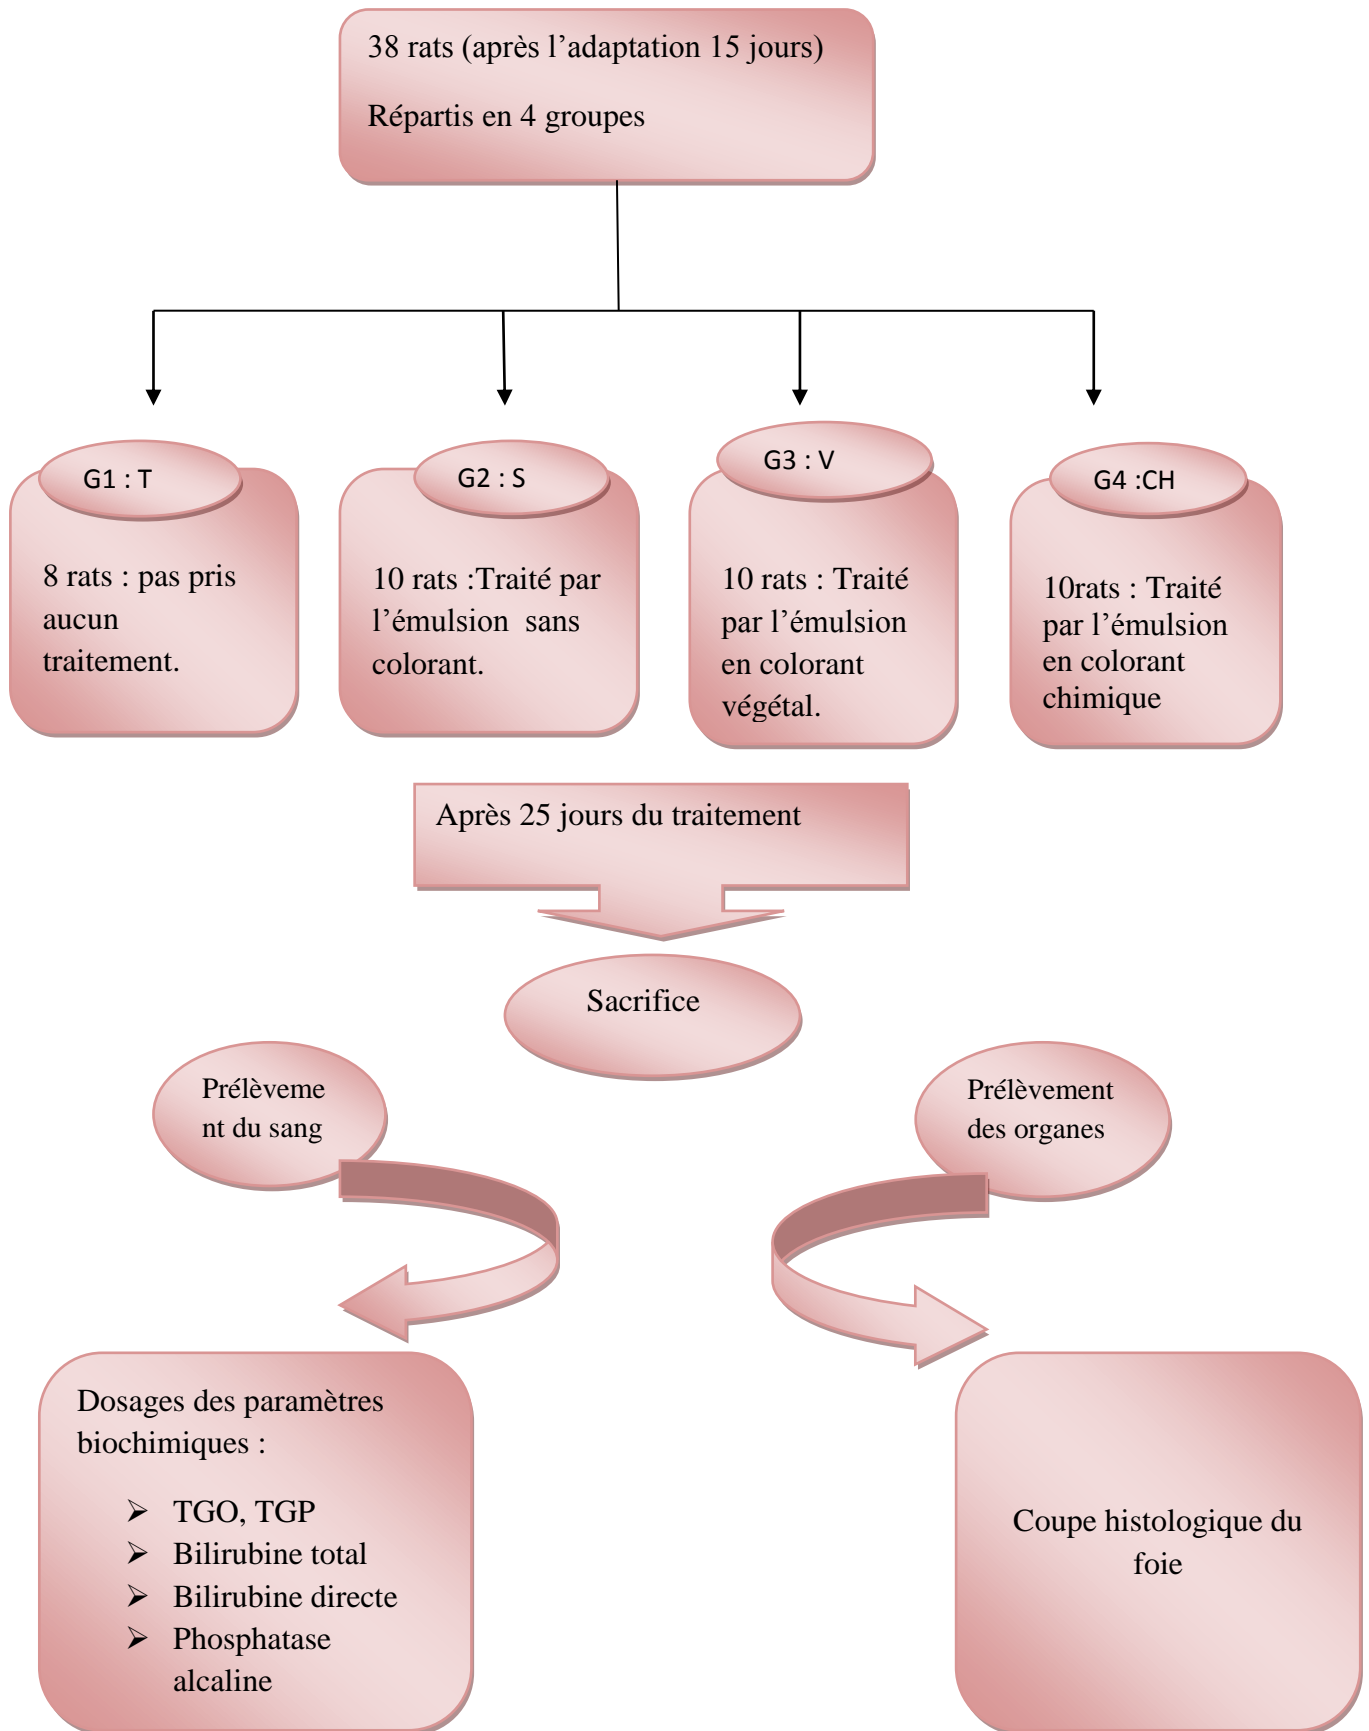 38 rats (après l’adaptation 15 jours)
Répartis en 4 groupes
G1 : T
8 rats : pas pris
aucun
traitement.
G2 : S
10 rats :Traité par
l’émulsion sans
colorant.
G3 : V
10 rats : Traité
par l’émulsion
en colorant
végétal.
G4 :CH
10rats : Traité
par l’émulsion
en colorant
chimique
Après 25 jours du traitement
Sacrifice
Prélèveme
nt du sang
Prélèvement
des organes
Dosages des paramètres
biochimiques :
➢ TGO, TGP
➢ Bilirubine total
➢ Bilirubine directe
➢ Phosphatase
alcaline
Coupe histologique du
foie